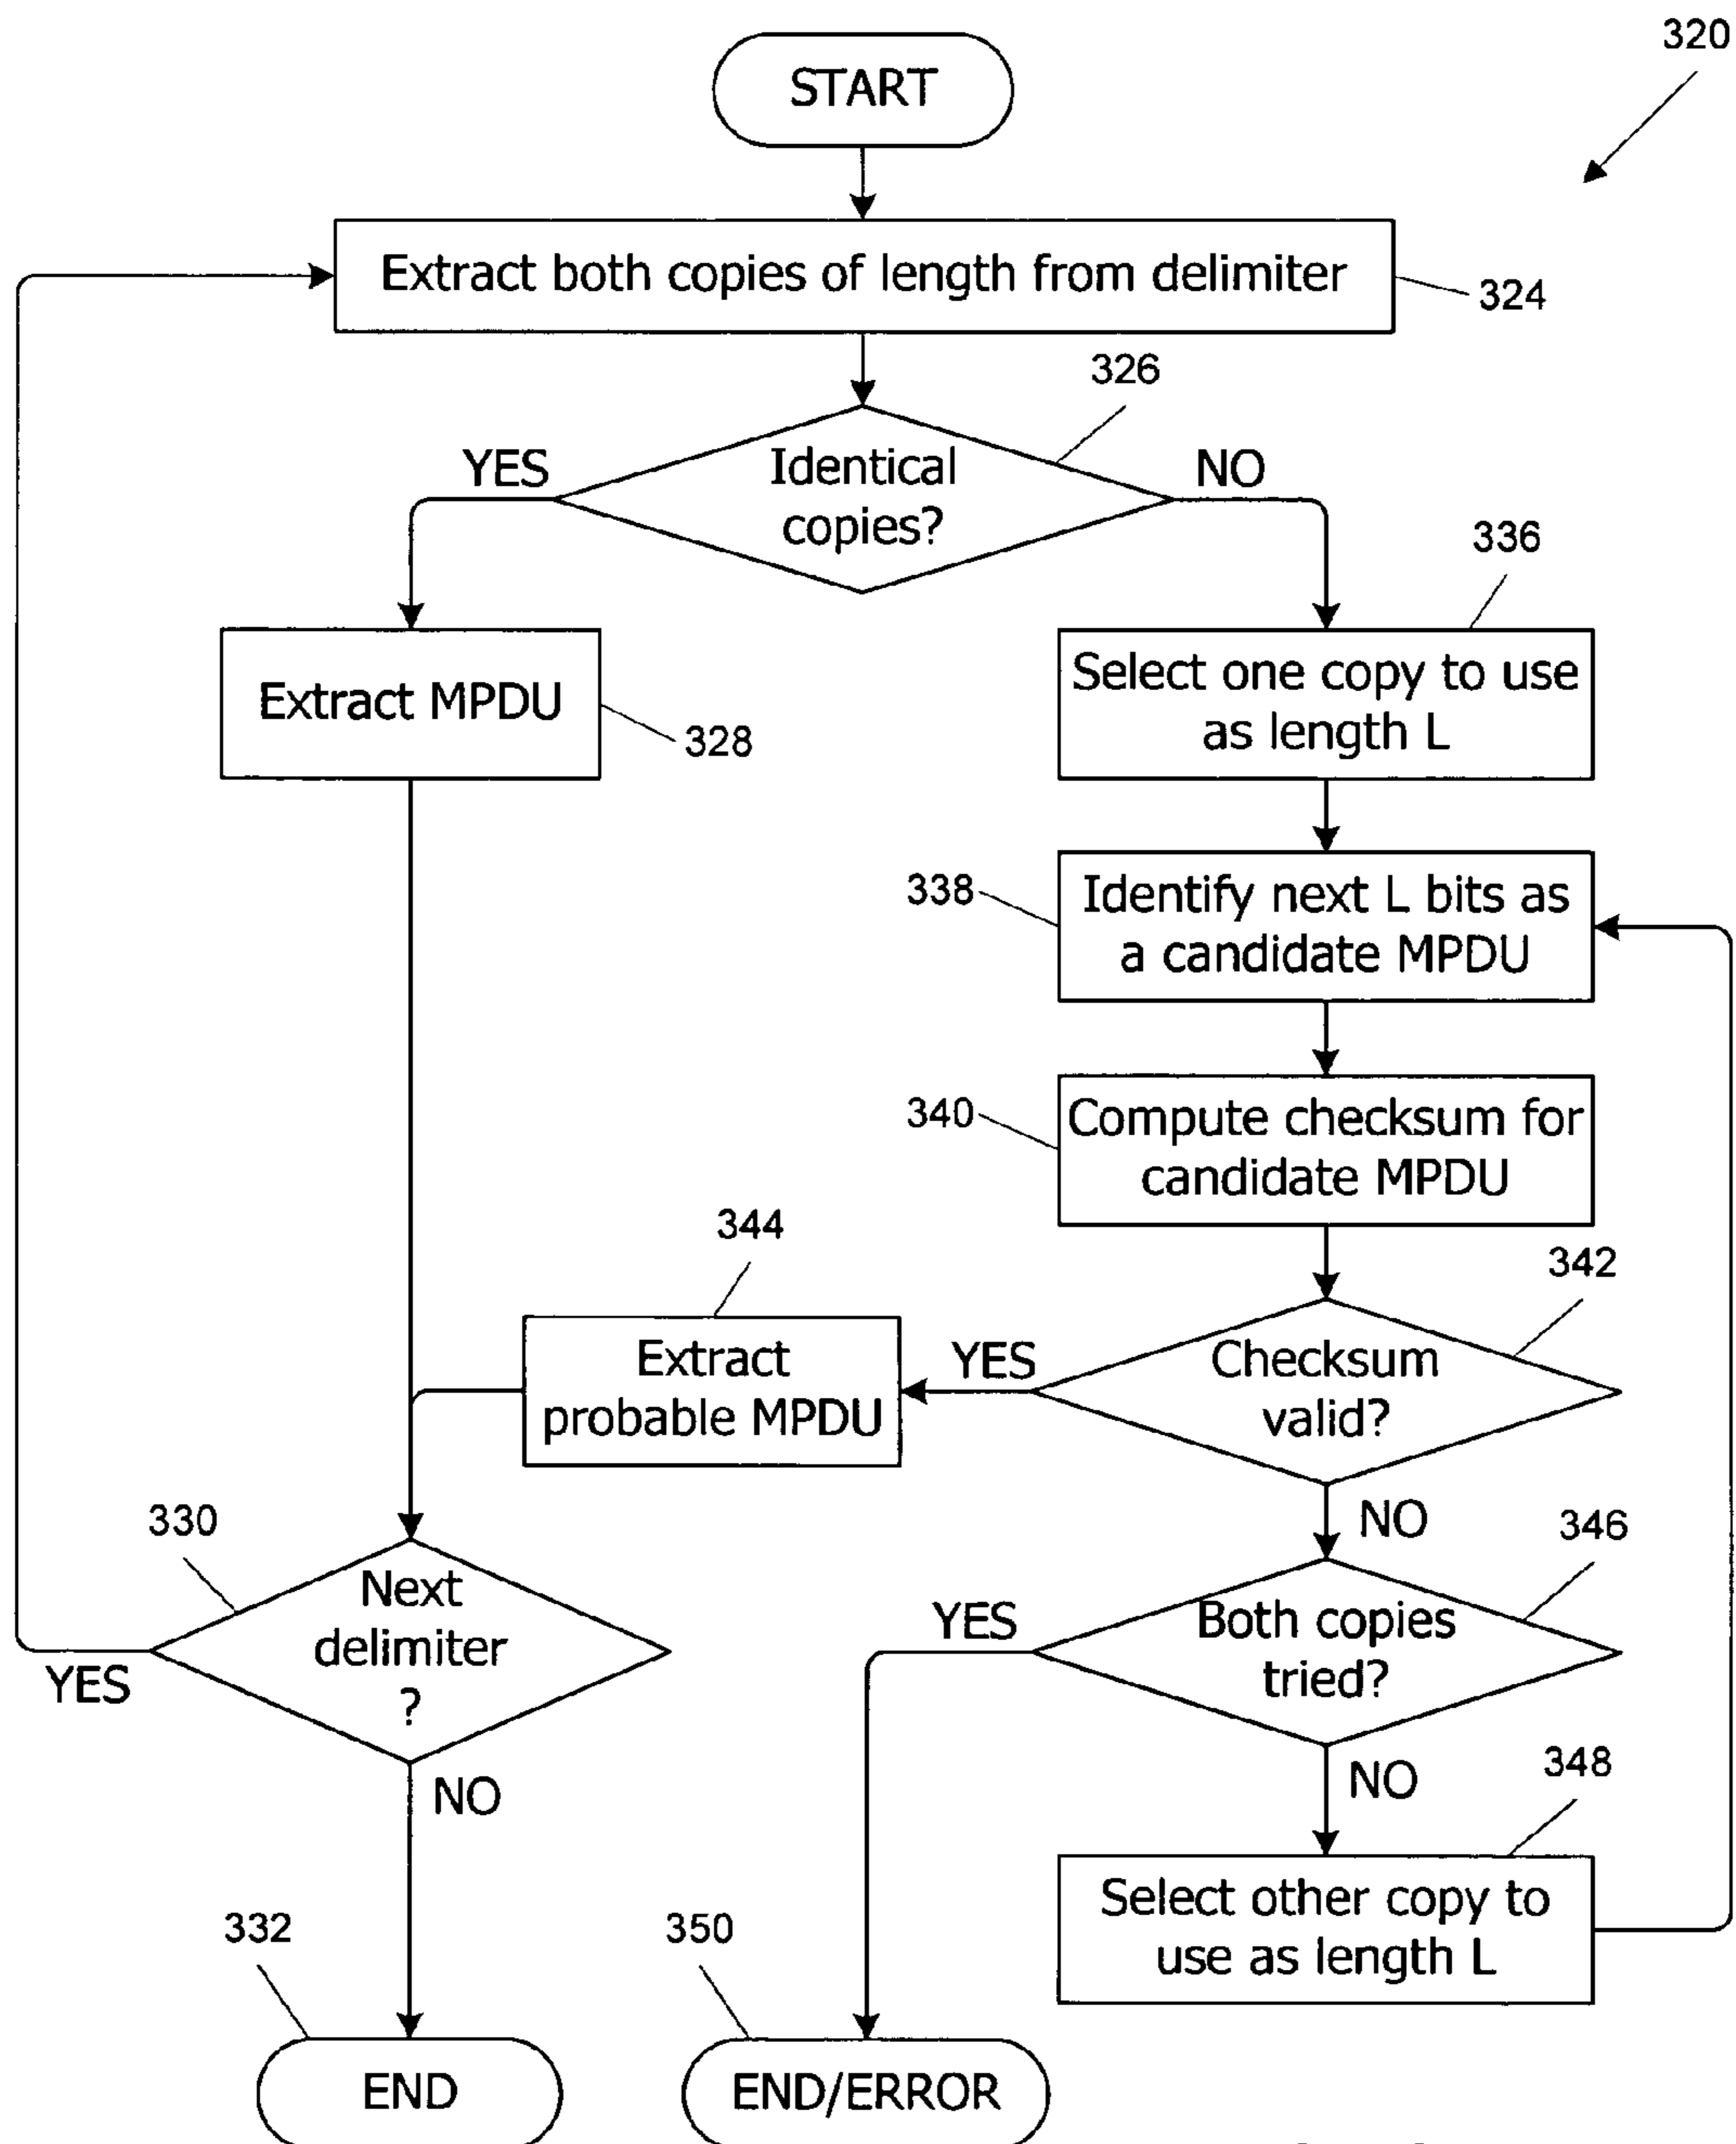 320
START
Extract both copies of length from delimiter
324
326
YES
Identical
copies?
NO
336
Extract MPDU
328
Select one copy to use
as length L
338
Identify next L bits as
a candidate MPDU
340
Compute checksum for
candidate MPDU
344
342
Extract
probable MPDU
YES
Checksum
valid?
NO
330
346
Next
delimiter
?
YES
YES
Both copies
tried?
NO
NO
348
Select other copy to
use as length L
332
350
END
END/ERROR